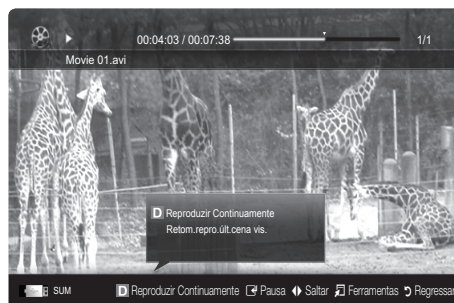 00:04:03 / 00:07:38 1/1
Movie 01.avi
D Reproduzir Continuamente
Retom.repro.últ.cena vis.
SUM D Reproduzir Continuamente Pausa Saltar Ferramentas Regressar